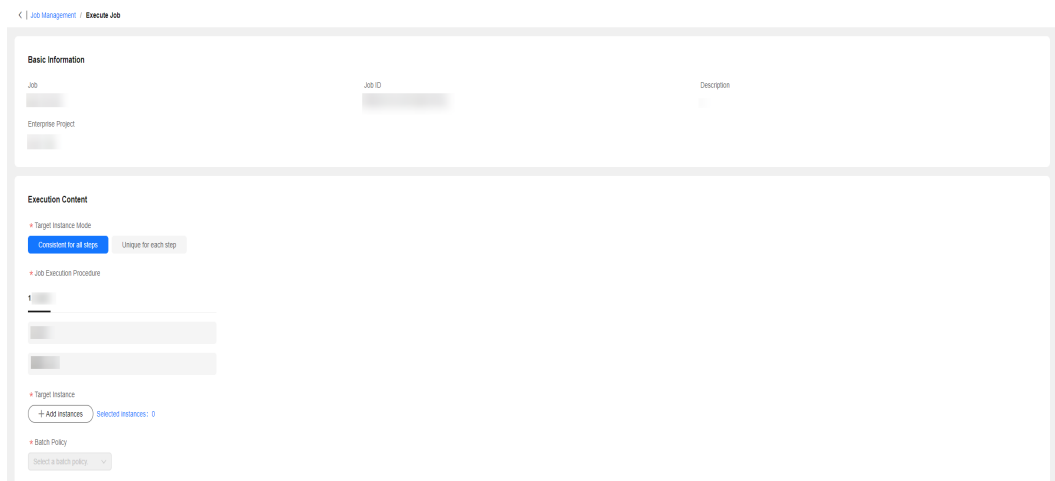 < | Job Management / Execute Job
Basic Information
Job Job ID Description
Enterprise Project
Execution Content
* Target Instance Mode
Consistent for all steps Unique for each step
* Job Execution Procedure
1
* Target Instance
+ Add instances Selected instances: 0
* Batch Policy
Select a batch policy